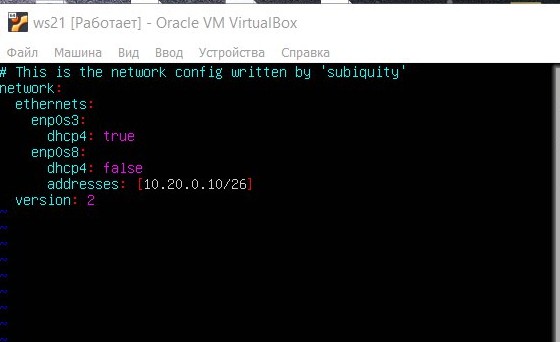 ws21 [Работает] - Oracle VM VirtualBox
Файл Машина Вид Ввод Устройства Справка
# This is the network config written by 'subiquity'
network:
  ethernets:
    enp0s3:
      dhcp4: true
    enp0s8:
      dhcp4: false
      addresses: [10.20.0.10/26]
  version: 2
~
~
~
~
~
~
~
~